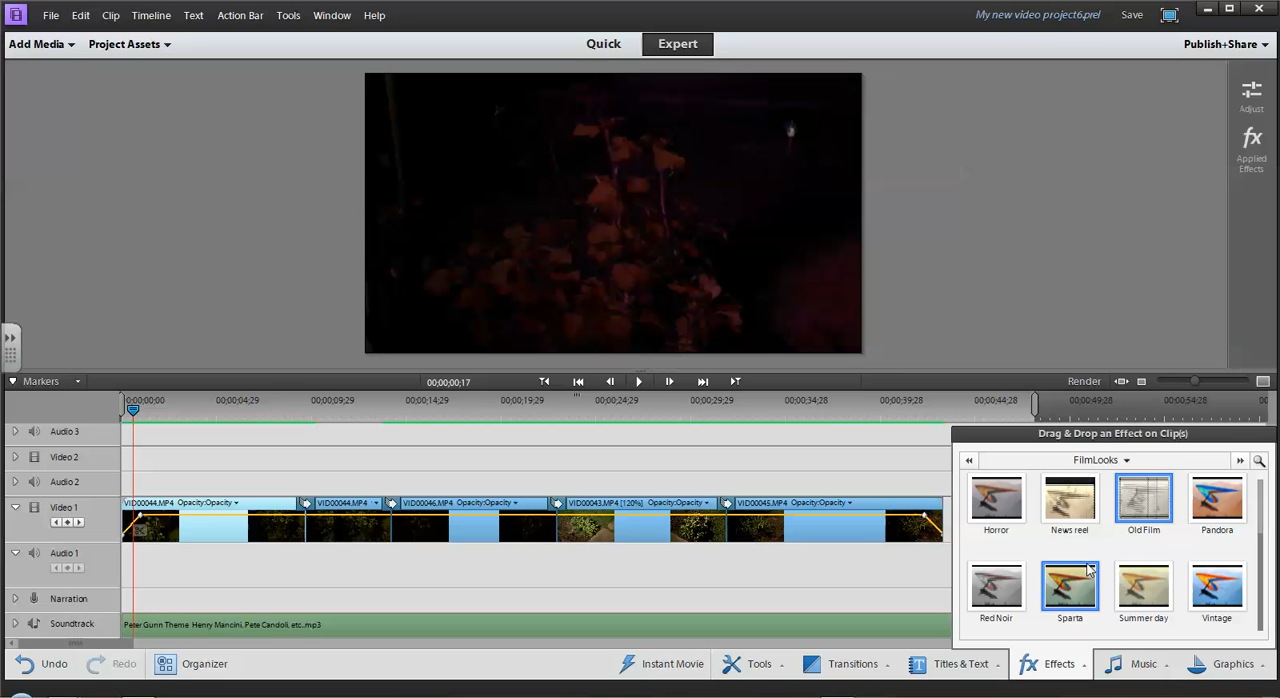 File Edit Clip Timeline Text Action Bar Tools Window Help My new video project6.prel Save
Add Media Project Assets Quick Expert Publish+Share
Adjust
fx
Applied
Effects
Markers 00;00;00;17 Render
0;00;00;00 00;00;04;29 00;00;09;29 00;00;14;29 00;00;19;29 00;00;24;29 00;00;29;29 00;00;34;28 00;00;39;28 00;00;44;28 00;00;49;28 00;00;54;28 00;
Audio 3
Video 2
Audio 2
Video 1
VID00044.MP4 Opacity:Opacity VID00044.MP4 VID00046.MP4 Opacity:Opacity VID00043.MP4 [120%] Opacity:Opacity VID00045.MP4 Opacity:Opacity
Audio 1
Narration
Soundtrack Peter Gunn Theme Henry Mancini, Pete Candoli, etc..mp3
Drag & Drop an Effect on Clip(s)
FilmLooks
Horror News reel Old Film Pandora
Red Noir Sparta Summer day Vintage
Undo Redo Organizer Instant Movie Tools Transitions T Titles & Text fx Effects Music Graphics